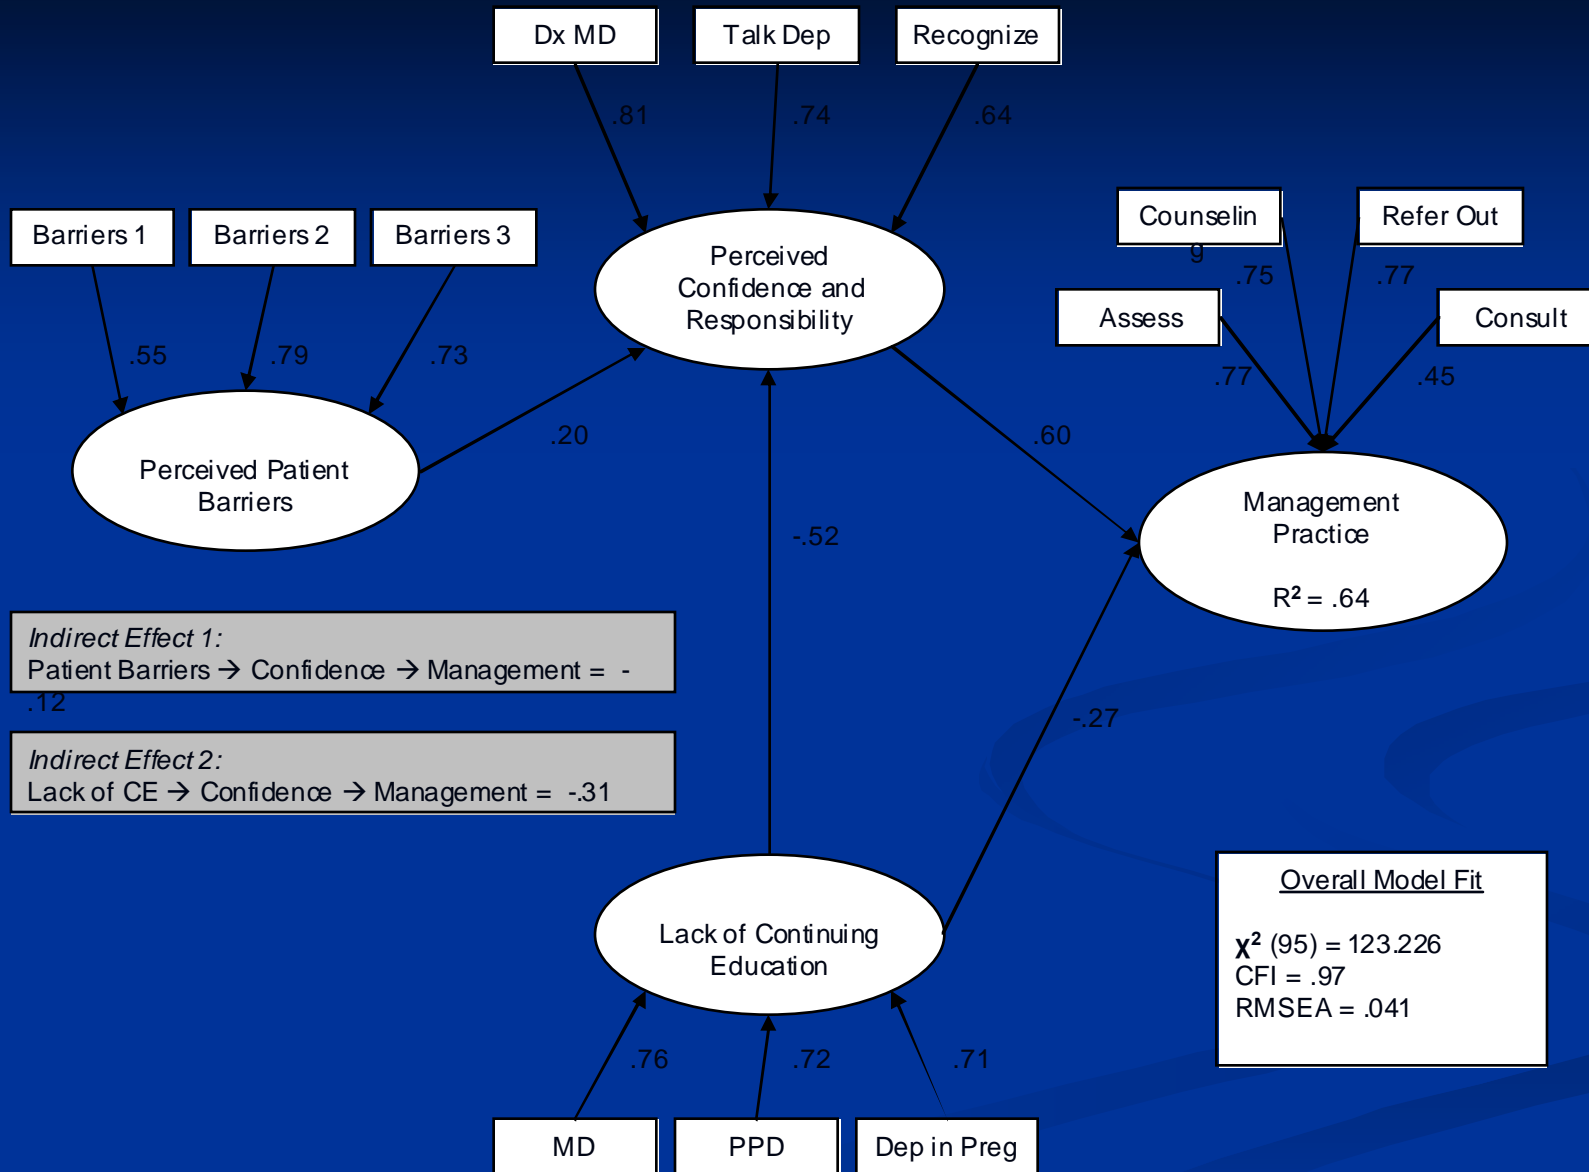 Dx MD
Talk Dep
Recognize
.81
.74
.64
Barriers 1
Barriers 2
Barriers 3
.55
.79
.73
Perceived
Confidence and
Responsibility
Counselin
g
Refer Out
.75
.77
Assess
Consult
.77
.45
Perceived Patient
Barriers
.20
.60
-.52
Management
Practice
R² = .64
Indirect Effect 1:
Patient Barriers → Confidence → Management = -
.12
Indirect Effect 2:
Lack of CE → Confidence → Management = -.31
-.27
Lack of Continuing
Education
Overall Model Fit
χ² (95) = 123.226
CFI = .97
RMSEA = .041
.76
.72
.71
MD
PPD
Dep in Preg